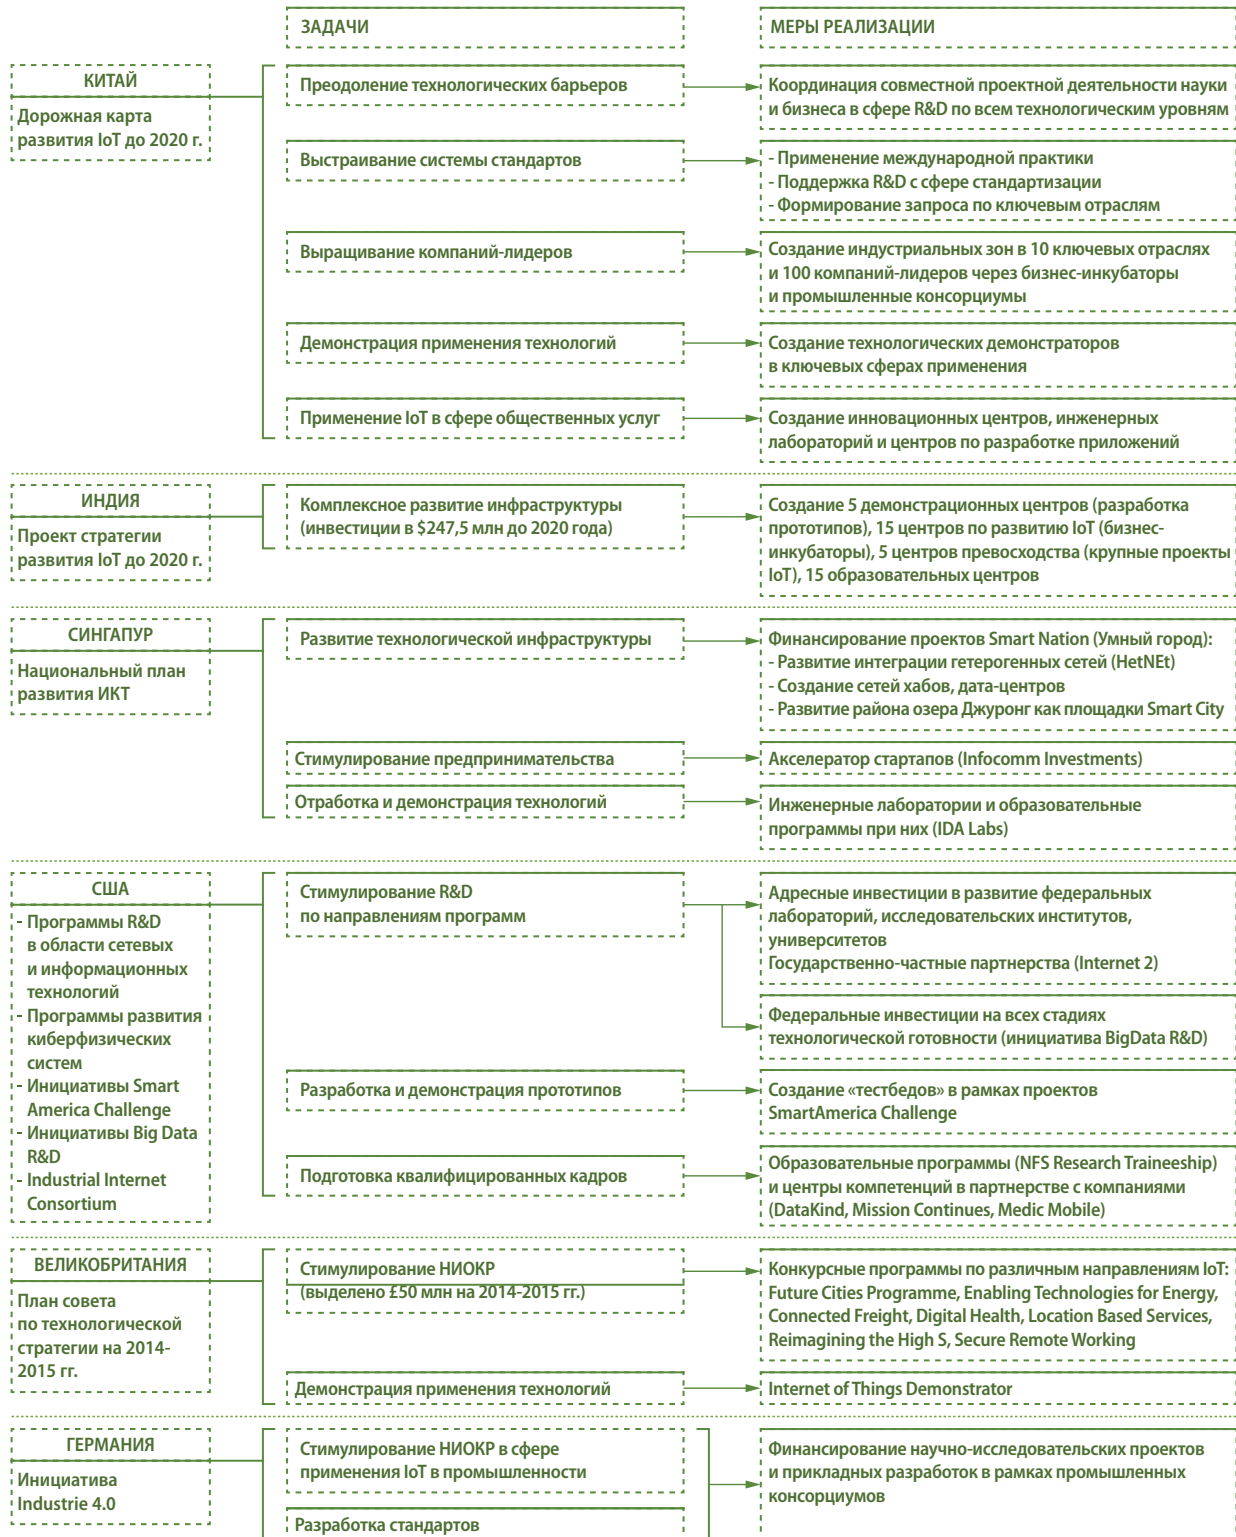 ЗАДАЧИ
МЕРЫ РЕАЛИЗАЦИИ
КИТАЙ
Дорожная карта
развития IoT до 2020 г.
Преодоление технологических барьеров
Координация совместной проектной деятельности науки
и бизнеса в сфере R&D по всем технологическим уровням
Выстраивание системы стандартов
- Применение международной практики
- Поддержка R&D с сфере стандартизации
- Формирование запроса по ключевым отраслям
Выращивание компаний-лидеров
Создание индустриальных зон в 10 ключевых отраслях
и 100 компаний-лидеров через бизнес-инкубаторы
и промышленные консорциумы
Демонстрация применения технологий
Создание технологических демонстраторов
в ключевых сферах применения
Применение IoT в сфере общественных услуг
Создание инновационных центров, инженерных
лабораторий и центров по разработке приложений
ИНДИЯ
Проект стратегии
развития IoT до 2020 г.
Комплексное развитие инфраструктуры
(инвестиции в $247,5 млн до 2020 года)
Создание 5 демонстрационных центров (разработка
прототипов), 15 центров по развитию IoT (бизнес-
инкубаторы), 5 центров превосходства (крупные проекты
IoT), 15 образовательных центров
СИНГАПУР
Национальный план
развития ИКТ
Развитие технологической инфраструктуры
Финансирование проектов Smart Nation (Умный город):
- Развитие интеграции гетерогенных сетей (HetNEt)
- Создание сетей хабов, дата-центров
- Развитие района озера Джуронг как площадки Smart City
Стимулирование предпринимательства
Акселератор стартапов (Infocomm Investments)
Отработка и демонстрация технологий
Инженерные лаборатории и образовательные
программы при них (IDA Labs)
США
- Программы R&D
в области сетевых
и информационных
технологий
- Программы развития
киберфизических
систем
- Инициативы Smart
America Challenge
- Инициативы Big Data
R&D
- Industrial Internet
Consortium
Стимулирование R&D
по направлениям программ
Адресные инвестиции в развитие федеральных
лабораторий, исследовательских институтов,
университетов
Государственно-частные партнерства (Internet 2)
Федеральные инвестиции на всех стадиях
технологической готовности (инициатива BigData R&D)
Разработка и демонстрация прототипов
Создание «тестбедов» в рамках проектов
SmartAmerica Challenge
Подготовка квалифицированных кадров
Образовательные программы (NFS Research Traineeship)
и центры компетенций в партнерстве с компаниями
(DataKind, Mission Continues, Medic Mobile)
ВЕЛИКОБРИТАНИЯ
План совета
по технологической
стратегии на 2014-
2015 гг.
Стимулирование НИОКР
(выделено £50 млн на 2014-2015 гг.)
Конкурсные программы по различным направлениям IoT:
Future Cities Programme, Enabling Technologies for Energy,
Connected Freight, Digital Health, Location Based Services,
Reimagining the High S, Secure Remote Working
Демонстрация применения технологий
Internet of Things Demonstrator
ГЕРМАНИЯ
Инициатива
Industrie 4.0
Стимулирование НИОКР в сфере
применения IoT в промышленности
Финансирование научно-исследовательских проектов
и прикладных разработок в рамках промышленных
консорциумов
Разработка стандартов